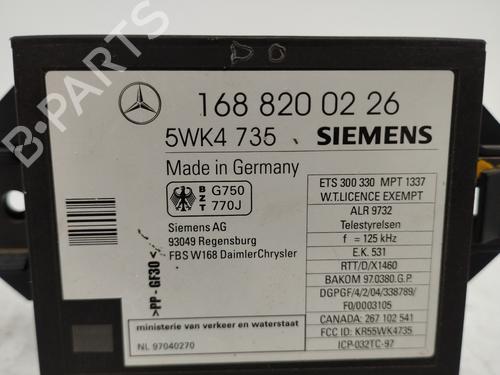 DO
168 820 02 26
5WK4 735 SIEMENS
Made in Germany
BZT G750
770J
Siemens AG
93049 Regensburg
FBS W168 DaimlerChrysler
>PP-GF30<
ministerie van verkeer en waterstaat
NL 97040270
ETS 300 330 MPT 1337
W.T.LICENCE EXEMPT
ALR 9732
Telestyrelsen
f = 125 kHz
E.K. 531
RTT/D/X1460
BAKOM 97.0380.G.P.
DGPGF/4/2/04/338789/
FO/0003105
CANADA: 267 102 541
FCC ID: KR55WK4735
ICP-032TC-97